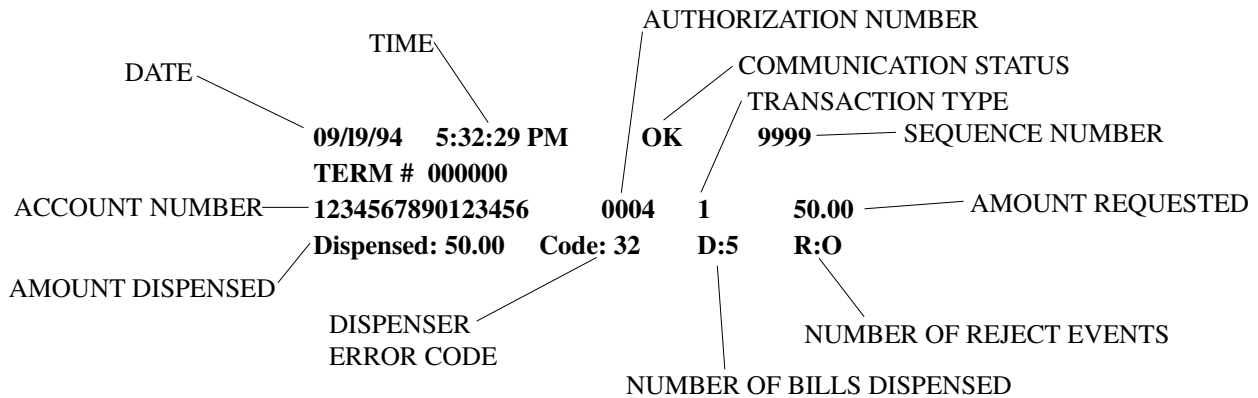 AUTHORIZATION NUMBER
TIME
COMMUNICATION STATUS
DATE
TRANSACTION TYPE
09/l9/94 5:32:29 PM OK 9999 SEQUENCE NUMBER
TERM # 000000
ACCOUNT NUMBER 1234567890123456 0004 1 50.00 AMOUNT REQUESTED
Dispensed: 50.00 Code: 32 D:5 R:O
AMOUNT DISPENSED
DISPENSER
NUMBER OF REJECT EVENTS
ERROR CODE
NUMBER OF BILLS DISPENSED